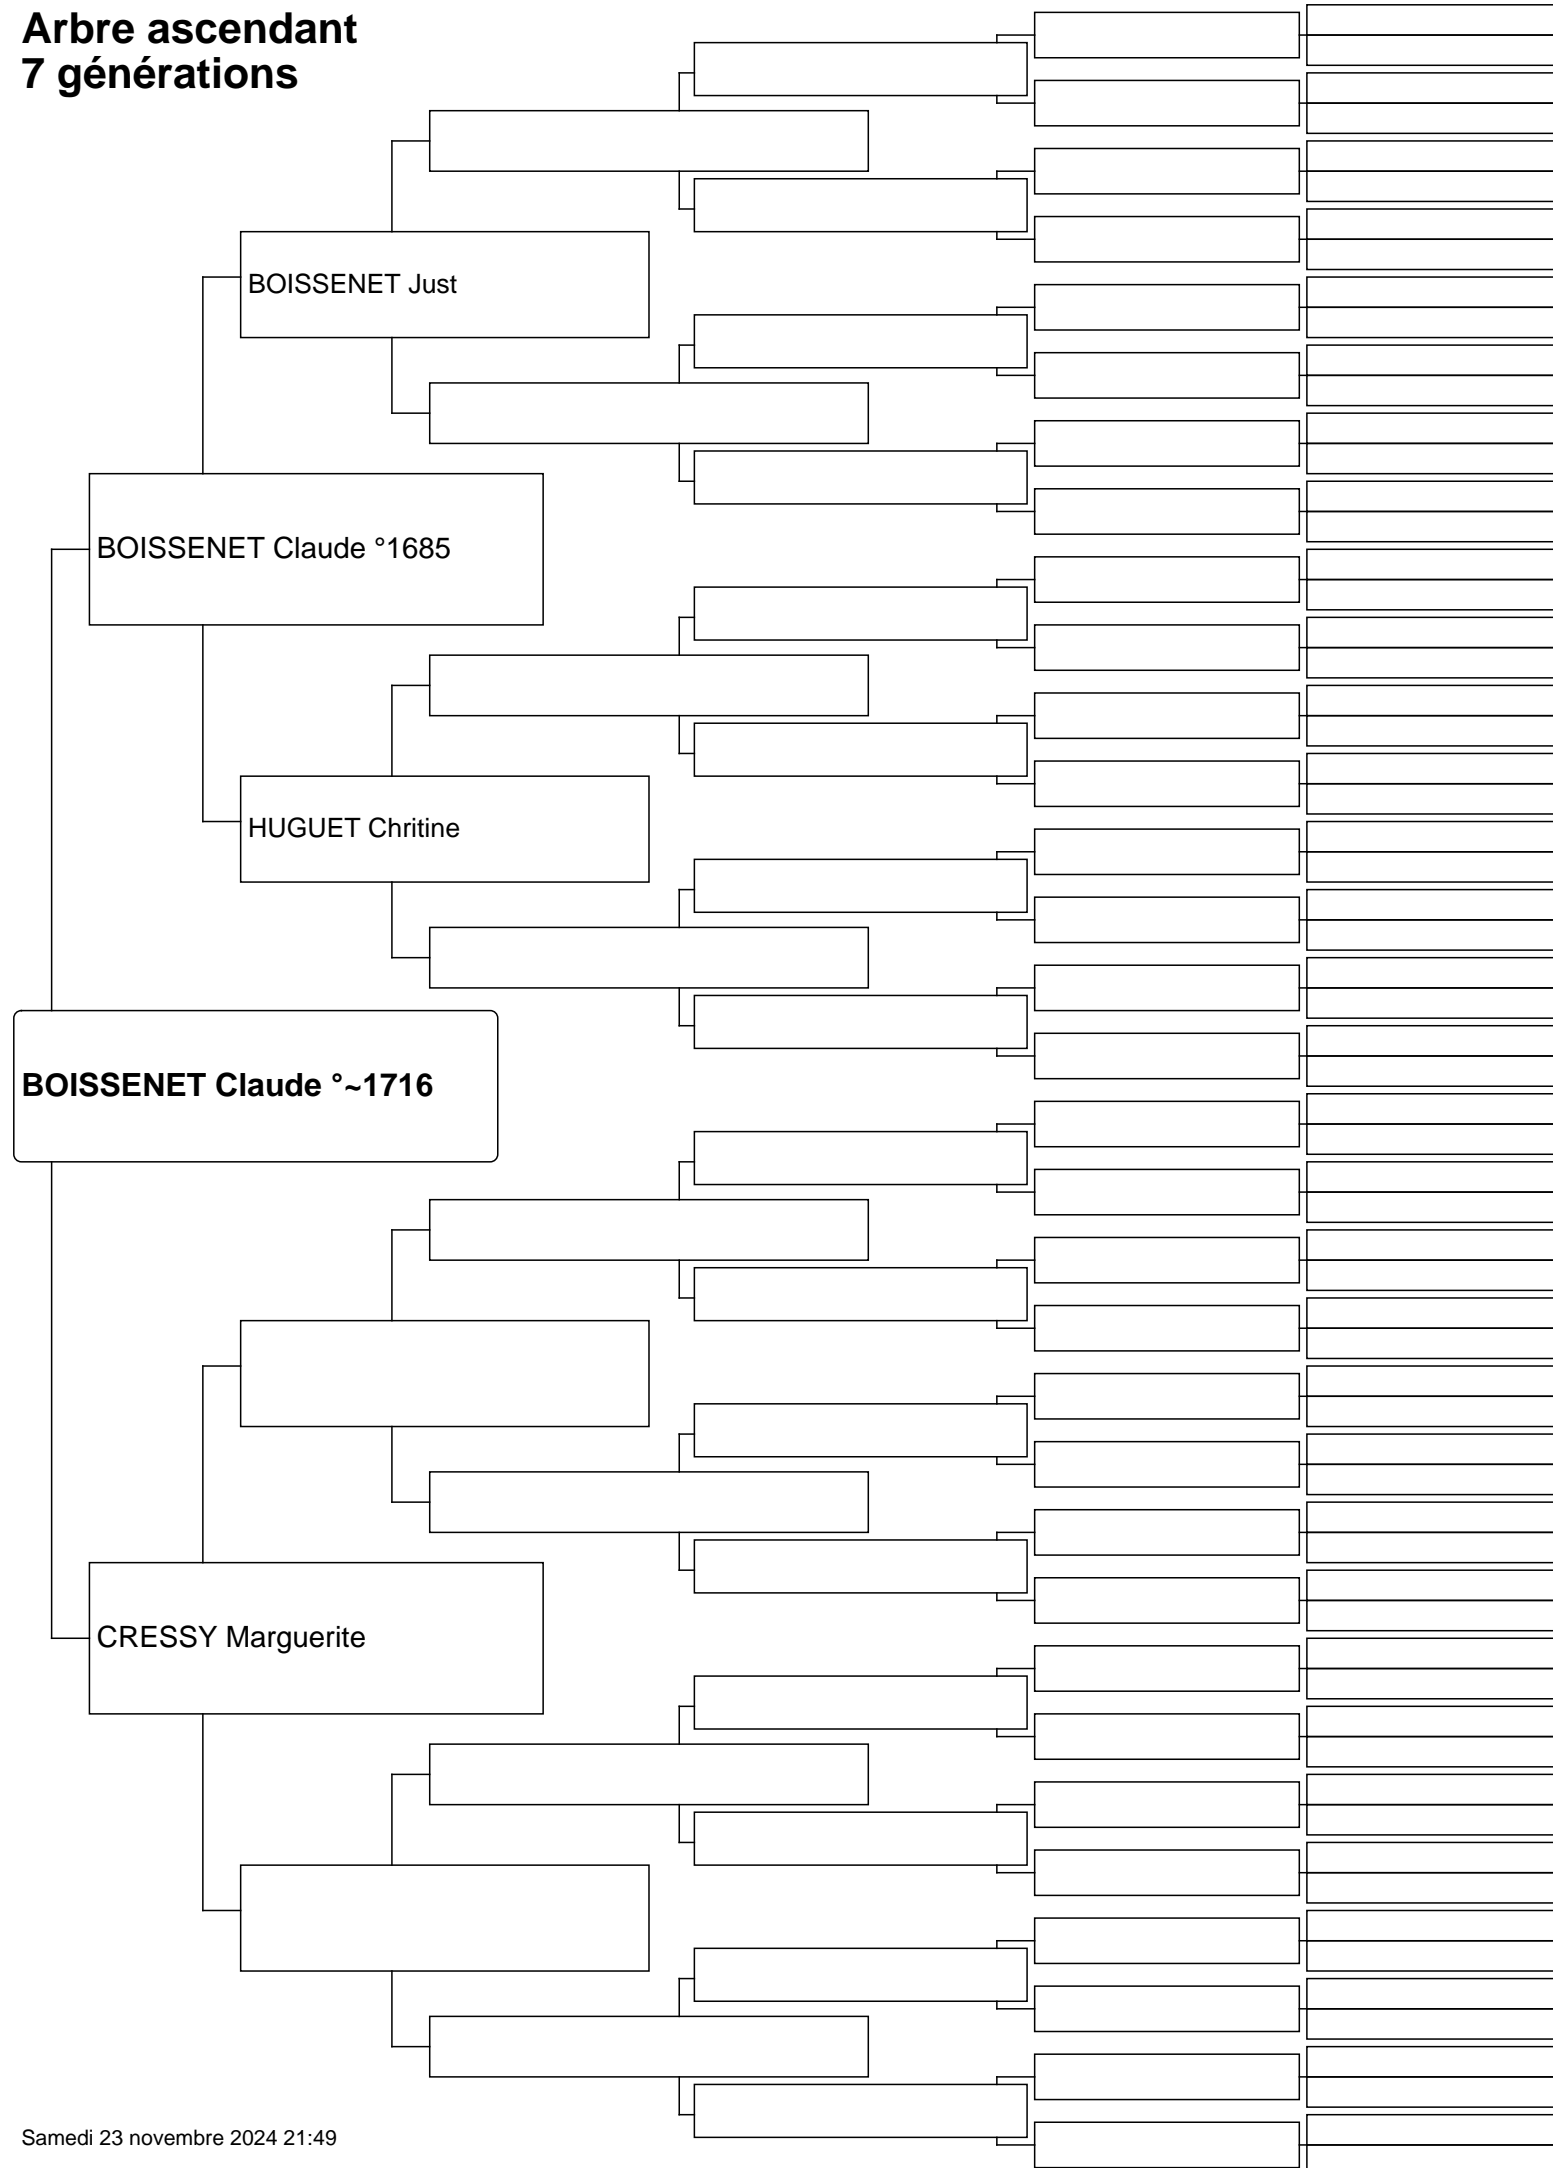 Arbre ascendant
7 générations
BOISSENET Just
BOISSENET Claude °1685
HUGUET Chritine
BOISSENET Claude °~1716
CRESSY Marguerite
Samedi 23 novembre 2024 21:49